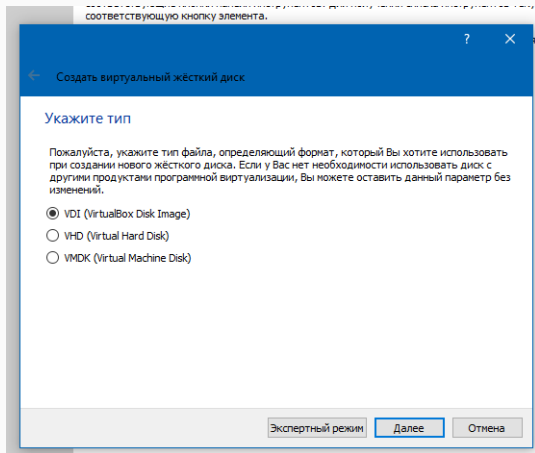 соответствующую кнопку элемента.
?
Создать виртуальный жёсткий диск
Укажите тип
Пожалуйста, укажите тип файла, определяющий формат, который Вы хотите использовать
при создании нового жёсткого диска. Если у Вас нет необходимости использовать диск с
другими продуктами программной виртуализации, Вы можете оставить данный параметр без
изменений.
VDI (VirtualBox Disk Image)
VHD (Virtual Hard Disk)
VMDK (Virtual Machine Disk)
Экспертный режим Далее Отмена